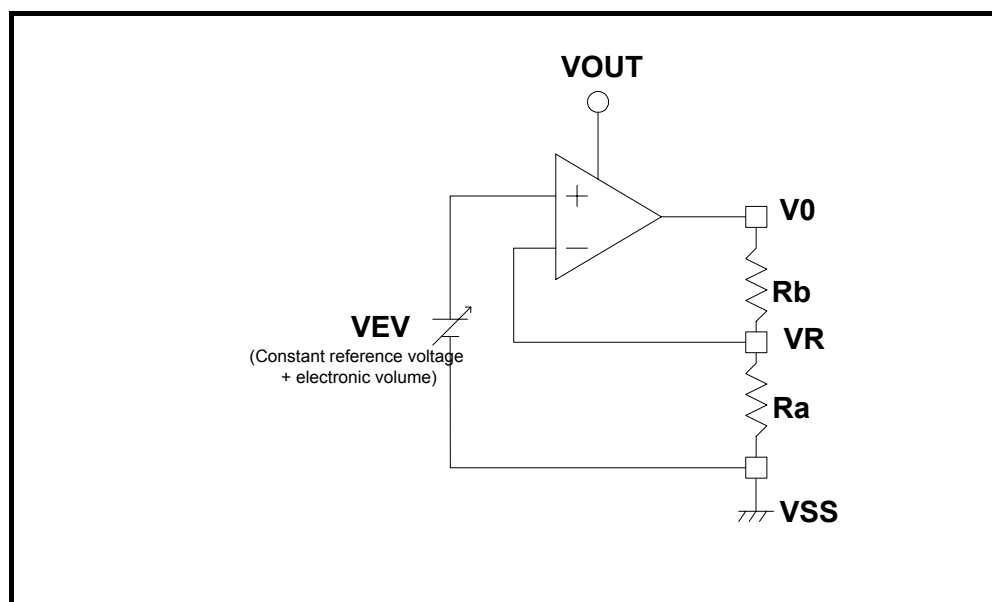 VOUT
+
V0
−
Rb
VEV
VR
(Constant reference voltage
+ electronic volume)
Ra
VSS